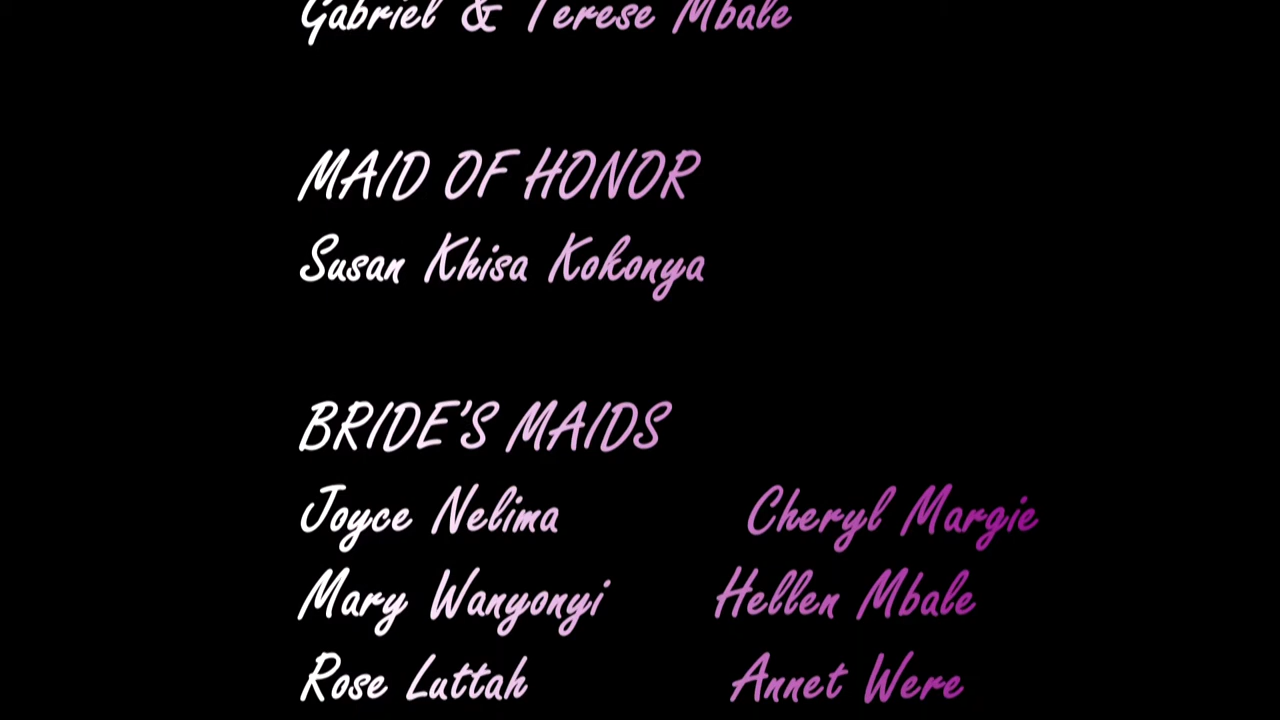 Gabriel & Terese Mbale
MAID OF HONOR
Susan Khisa Kokonya
BRIDE'S MAIDS
Joyce Nelima Cheryl Margie
Mary Wanyonyi Hellen Mbale
Rose Luttah Annet Were